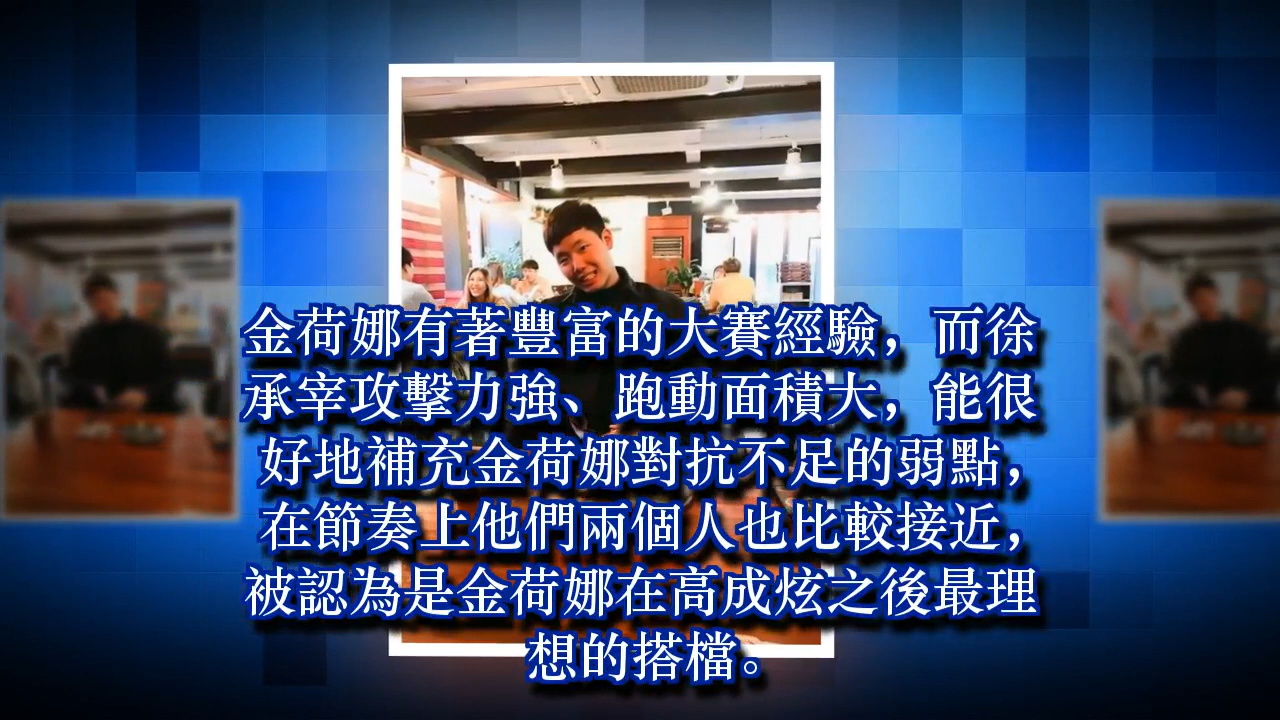 金荷娜有著豐富的大賽經驗，而徐
承宰攻擊力強、跑動面積大，能很
好地補充金荷娜對抗不足的弱點，
在節奏上他們兩個人也比較接近，
被認為是金荷娜在高成炫之後最理
想的搭檔。